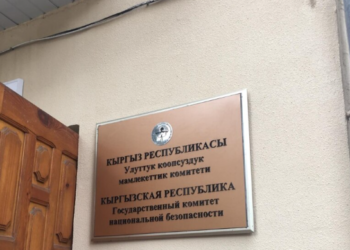 КЫРГЫЗ РЕСПУБЛИКАСЫ
Улуттук коопсуздук
мамлекеттик комитети
КЫРГЫЗСКАЯ РЕСПУБЛИКА
Государственный комитет
национальной безопасности